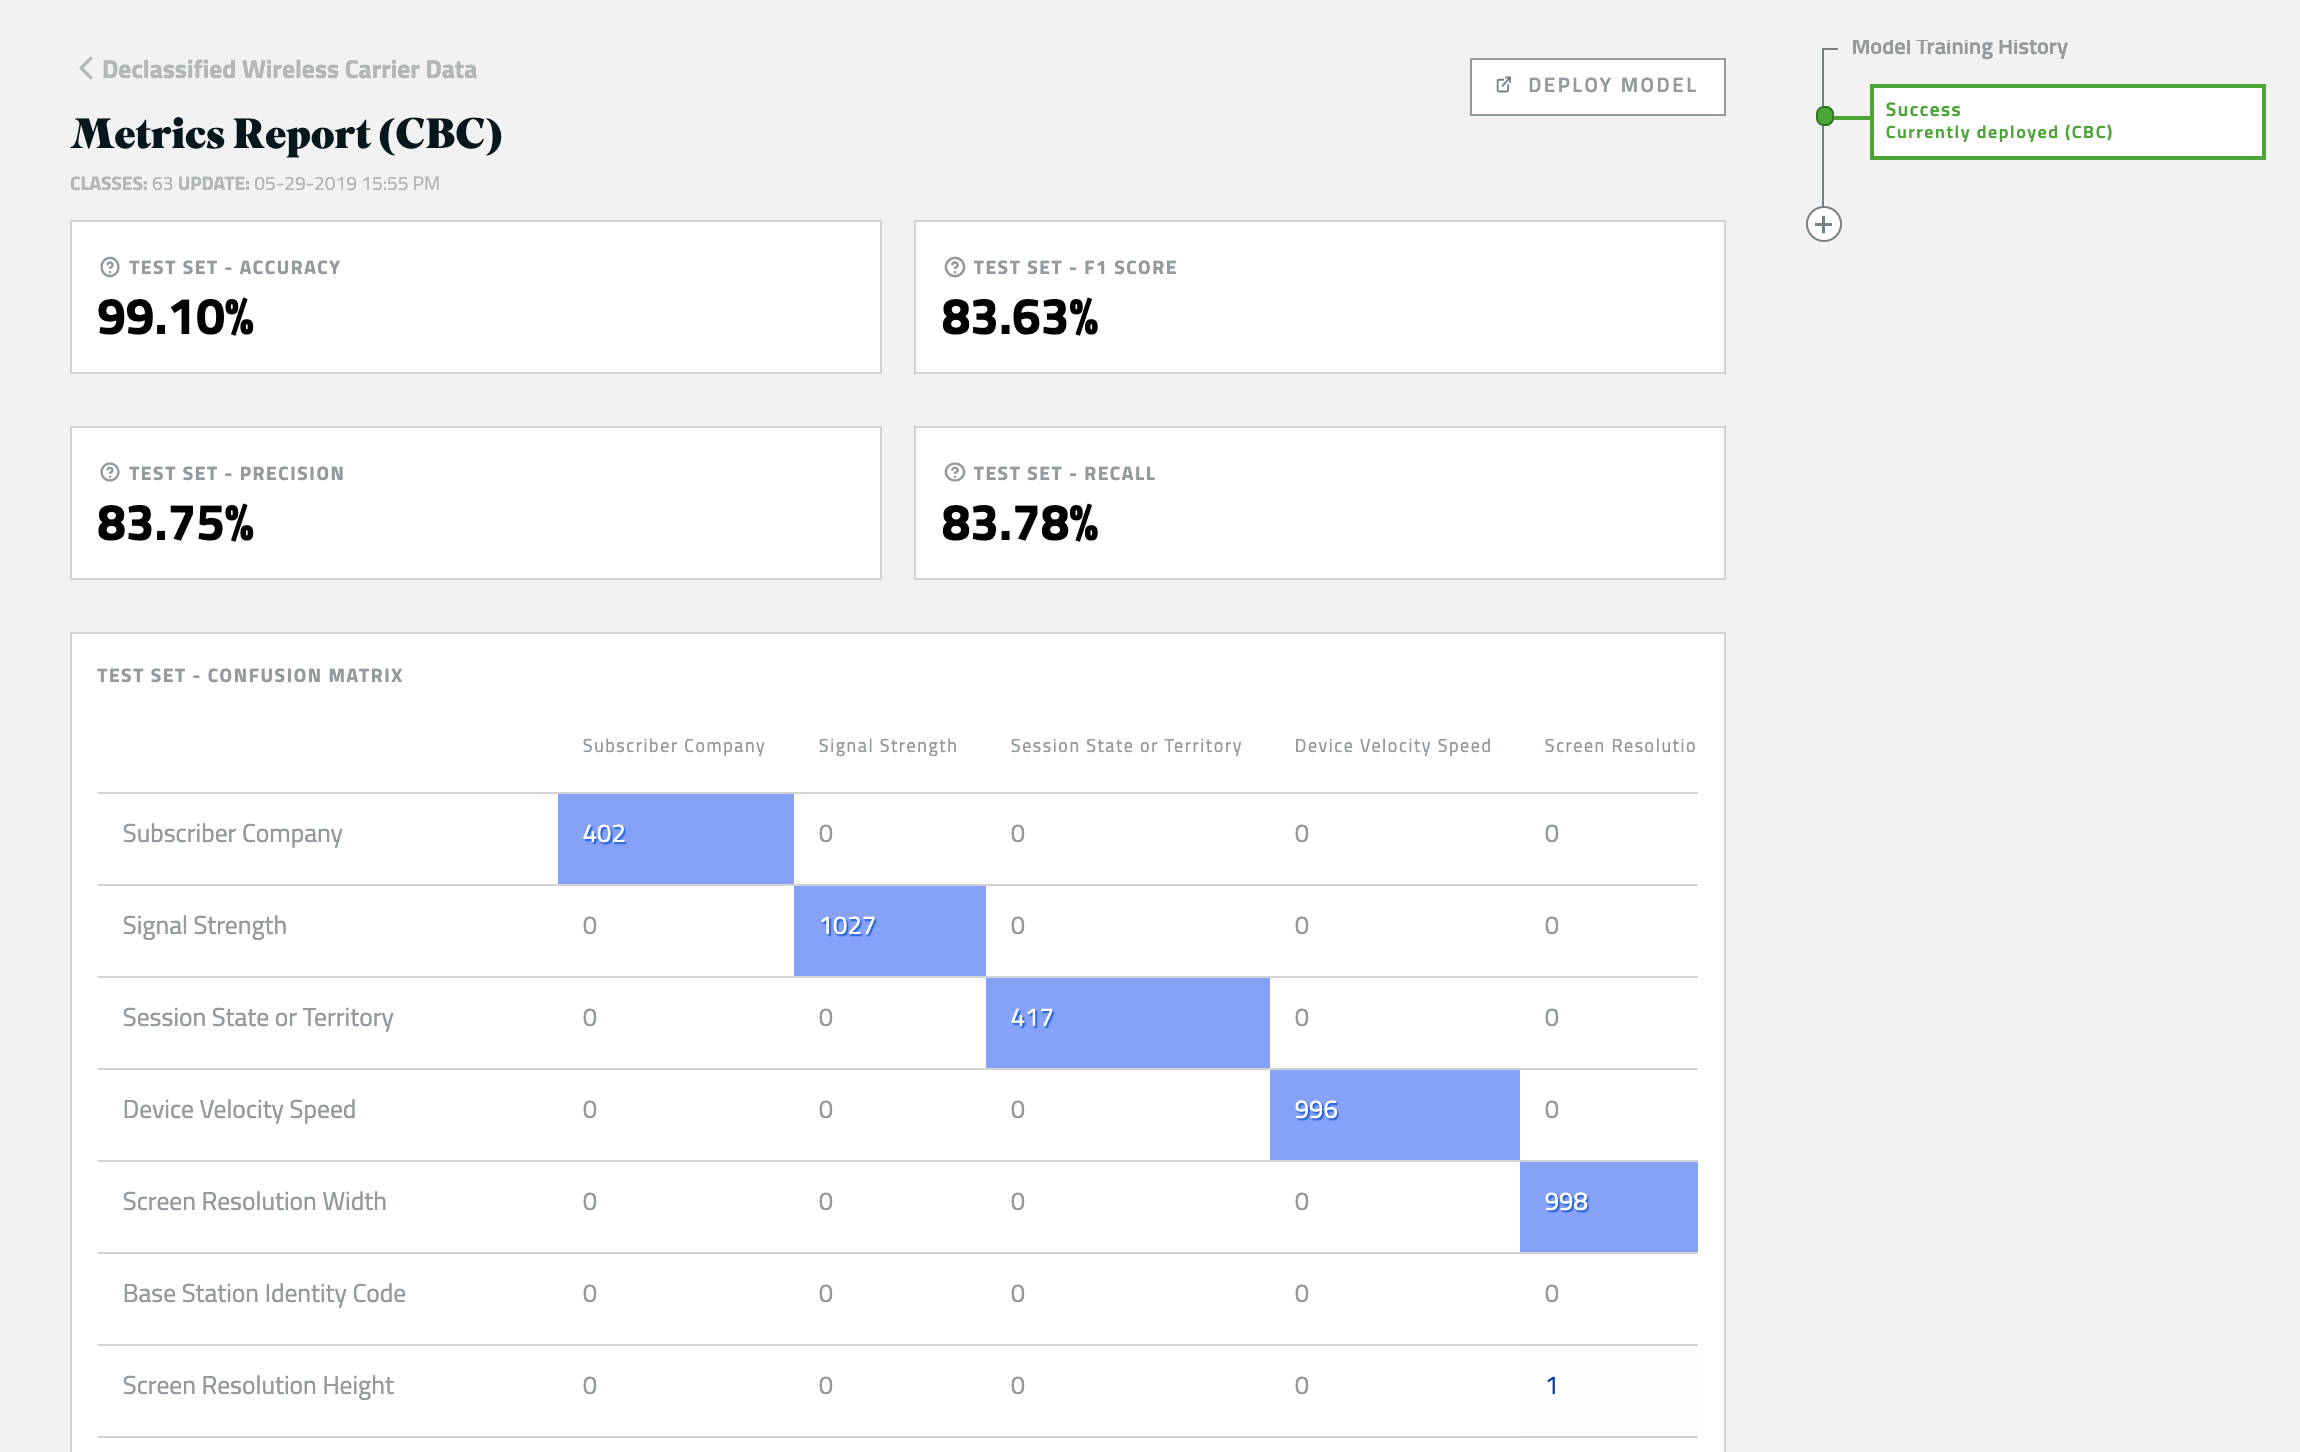 Declassified Wireless Carrier Data
DEPLOY MODEL
Metrics Report (CBC)
CLASSES: 63 UPDATE: 05-29-2019 15:55 PM
Model Training History
Success
Currently deployed (CBC)
TEST SET - ACCURACY
99.10%
TEST SET - F1 SCORE
83.63%
TEST SET - PRECISION
83.75%
TEST SET - RECALL
83.78%
TEST SET - CONFUSION MATRIX
Subscriber Company Signal Strength Session State or Territory Device Velocity Speed Screen Resolutio
Subscriber Company 402 0 0 0 0
Signal Strength 0 1027 0 0 0
Session State or Territory 0 0 417 0 0
Device Velocity Speed 0 0 0 996 0
Screen Resolution Width 0 0 0 0 998
Base Station Identity Code 0 0 0 0 0
Screen Resolution Height 0 0 0 0 1